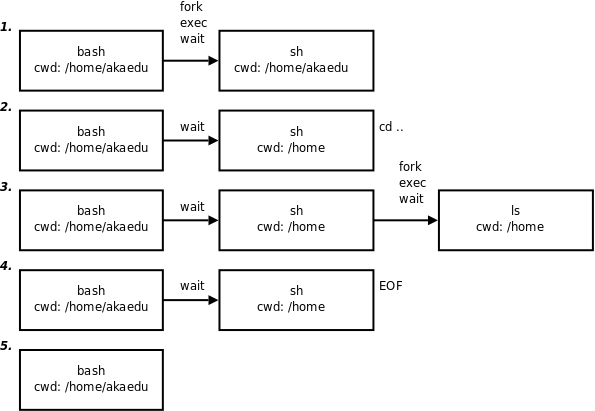 fork
exec
wait
1.
bash
cwd: /home/akaedu
sh
cwd: /home/akaedu
2.
bash
cwd: /home/akaedu
wait
sh
cwd: /home
cd ..
fork
exec
wait
3.
bash
cwd: /home/akaedu
wait
sh
cwd: /home
ls
cwd: /home
4.
bash
cwd: /home/akaedu
wait
sh
cwd: /home
EOF
5.
bash
cwd: /home/akaedu